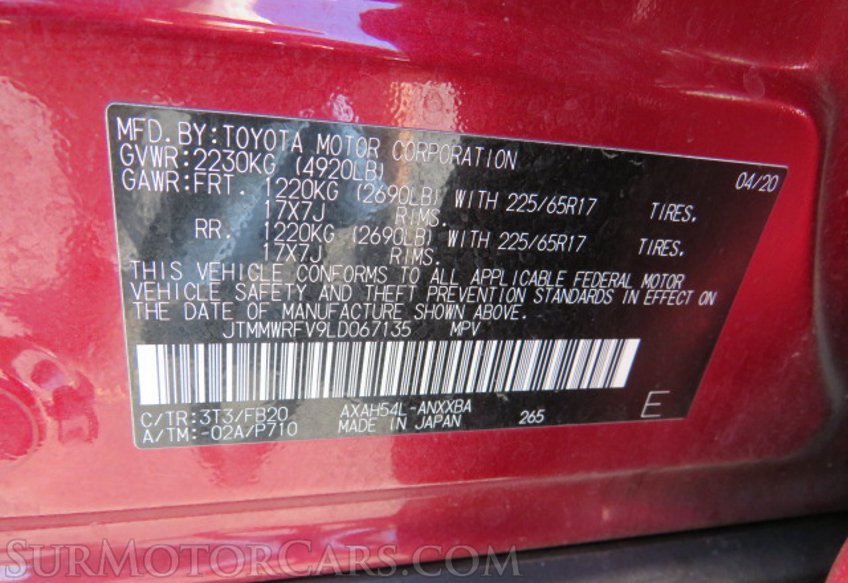 MFD. BY: TOYOTA MOTOR CORPORATION 04/20
GVWR: 2230KG (4920LB)
GAWR: FRT. 1220KG (2690LB) WITH 225/65R17 TIRES.
17X7J RIMS.
RR. 1220KG (2690LB) WITH 225/65R17 TIRES.
17X7J RIMS.
THIS VEHICLE CONFORMS TO ALL APPLICABLE FEDERAL MOTOR
VEHICLE SAFETY AND THEFT PREVENTION STANDARDS IN EFFECT ON
THE DATE OF MANUFACTURE SHOWN ABOVE.
JTMMWRFV9LD067135 MPV
C/TR: 3T3/FB20 AXAH54L-ANXXBA 265 E
A/TM: -02A/P710 MADE IN JAPAN
SURMOTORCARS.COM